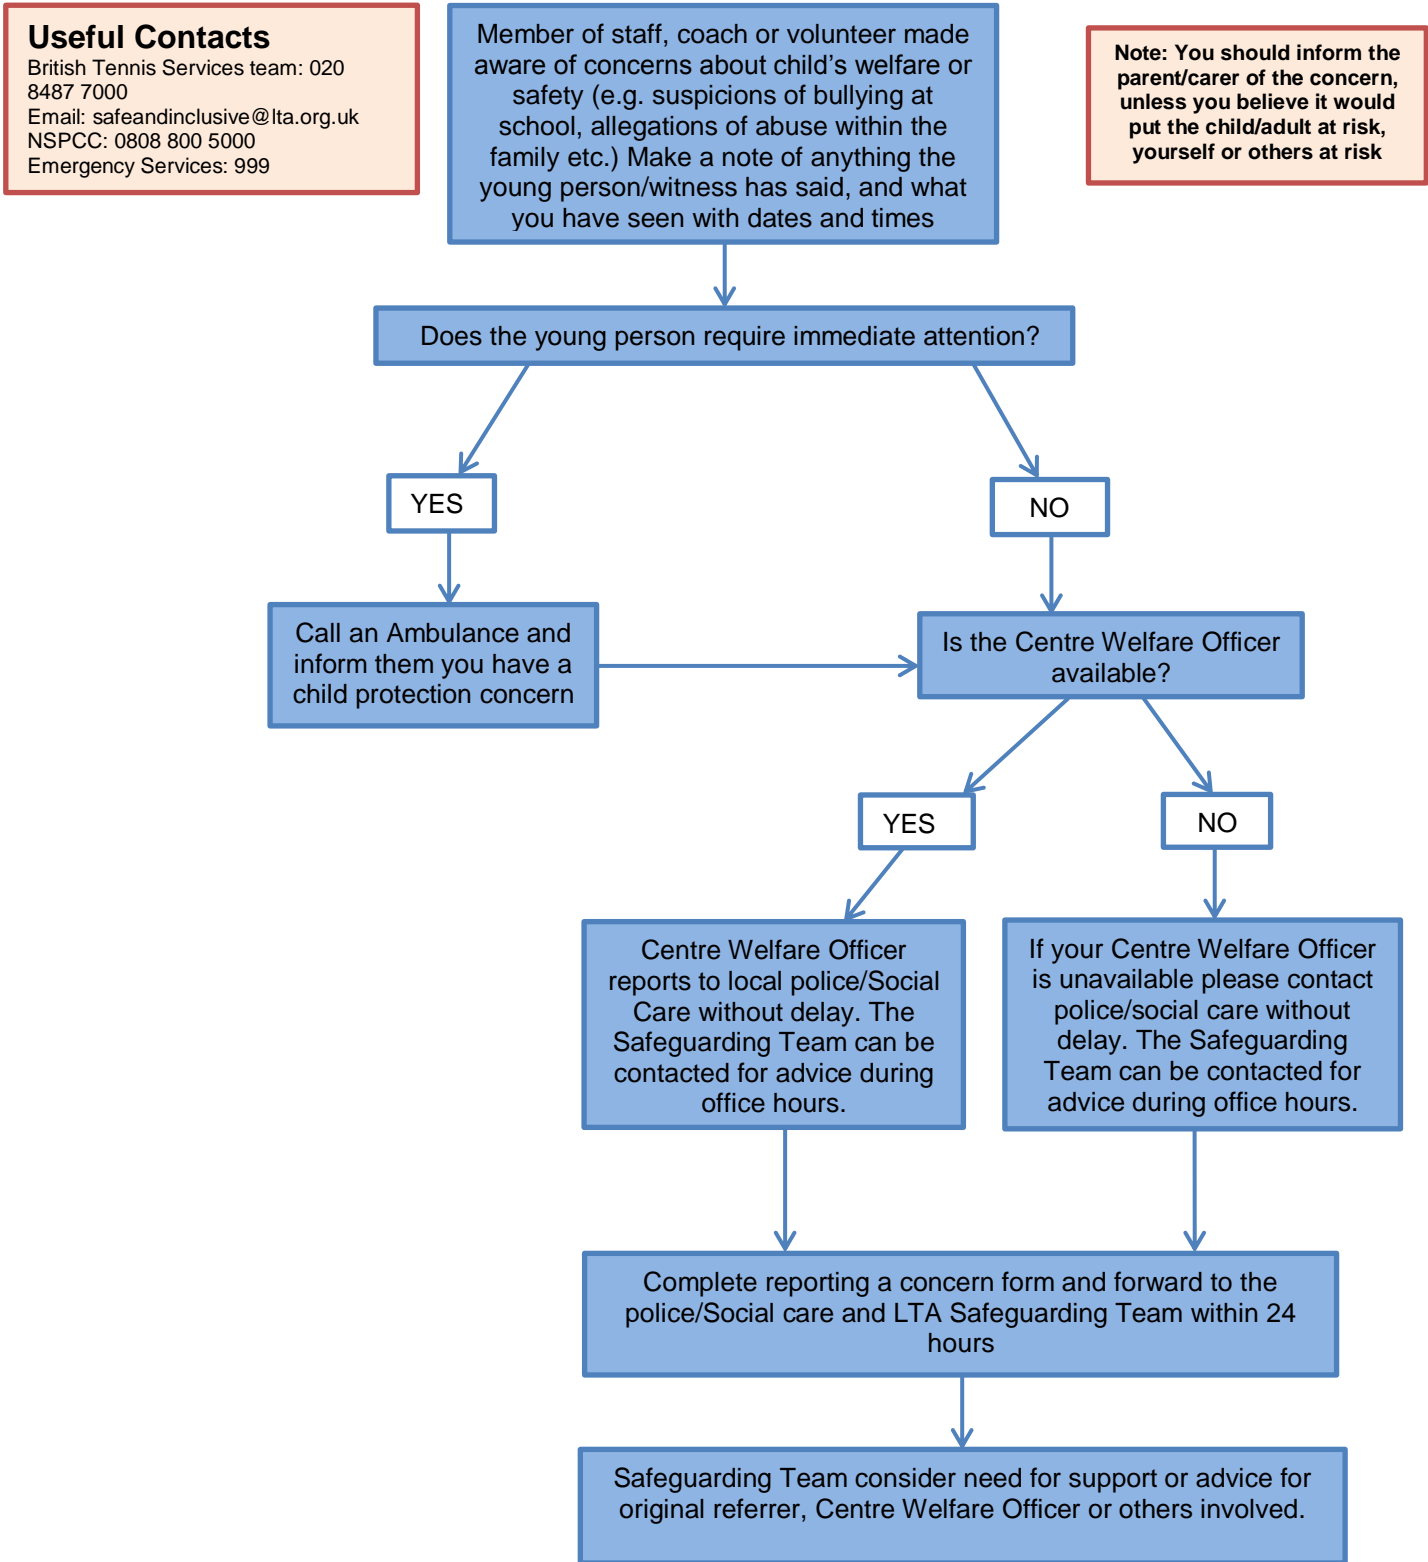 Useful Contacts
British Tennis Services team: 020
8487 7000
Email: safeandinclusive@lta.org.uk
NSPCC: 0808 800 5000
Emergency Services: 999
Member of staff, coach or volunteer made
aware of concerns about child's welfare or
safety (e.g. suspicions of bullying at
school, allegations of abuse within the
family etc.) Make a note of anything the
young person/witness has said, and what
you have seen with dates and times
Note: You should inform the
parent/carer of the concern,
unless you believe it would
put the child/adult at risk,
yourself or others at risk
Does the young person require immediate attention?
YES
NO
Call an Ambulance and
inform them you have a
child protection concern
Is the Centre Welfare Officer
available?
YES
NO
Centre Welfare Officer
reports to local police/Social
Care without delay. The
Safeguarding Team can be
contacted for advice during
office hours.
If your Centre Welfare Officer
is unavailable please contact
police/social care without
delay. The Safeguarding
Team can be contacted for
advice during office hours.
Complete reporting a concern form and forward to the
police/Social care and LTA Safeguarding Team within 24
hours
Safeguarding Team consider need for support or advice for
original referrer, Centre Welfare Officer or others involved.